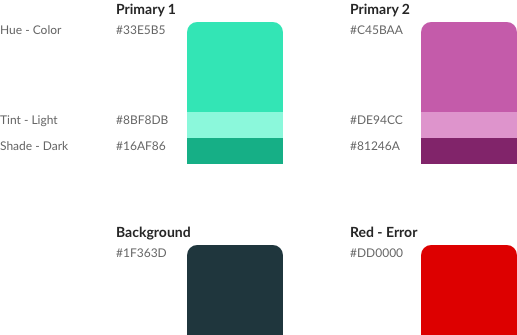 Primary 1 Primary 2
Hue - Color #33E5B5 #C45BAA
Tint - Light #8BF8DB #DE94CC
Shade - Dark #16AF86 #81246A
Background Red - Error
#1F363D #DD0000